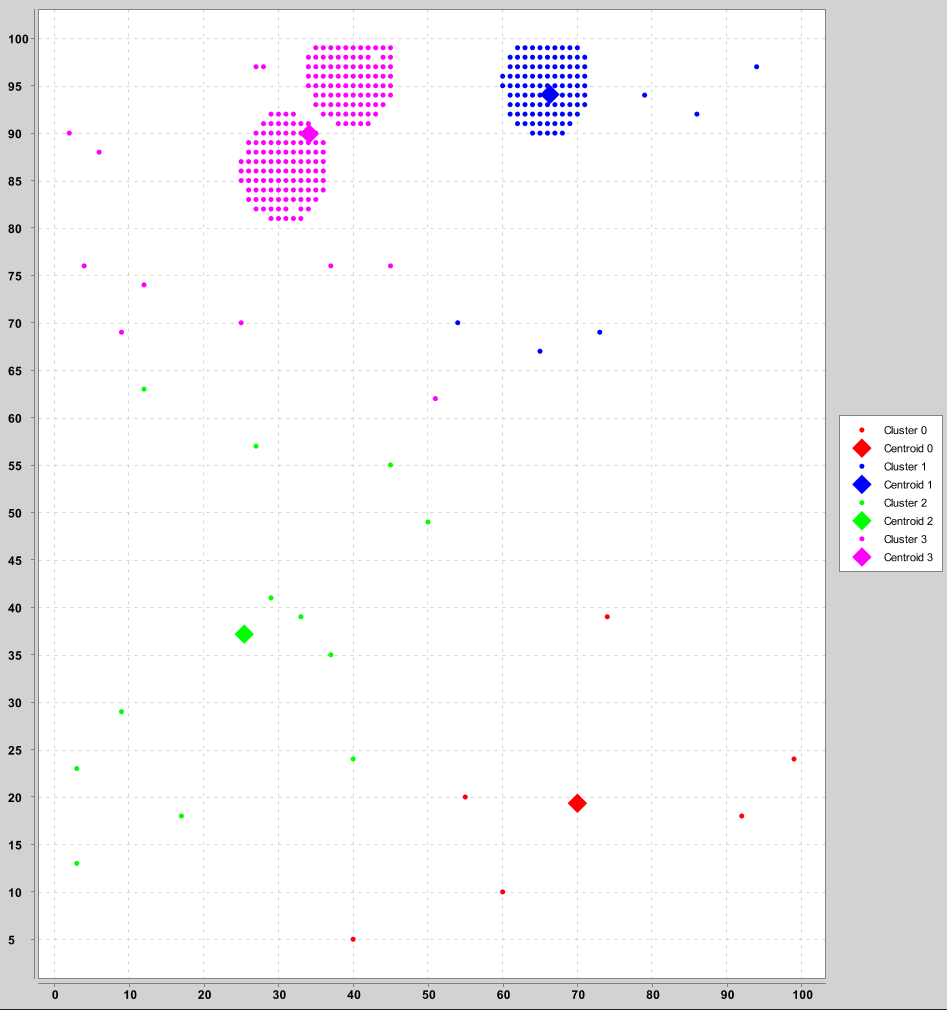 100
95
90
85
80
75
70
65
60
55
50
45
40
35
30
25
20
15
10
5
0 10 20 30 40 50 60 70 80 90 100
Cluster 0
Centroid 0
Cluster 1
Centroid 1
Cluster 2
Centroid 2
Cluster 3
Centroid 3